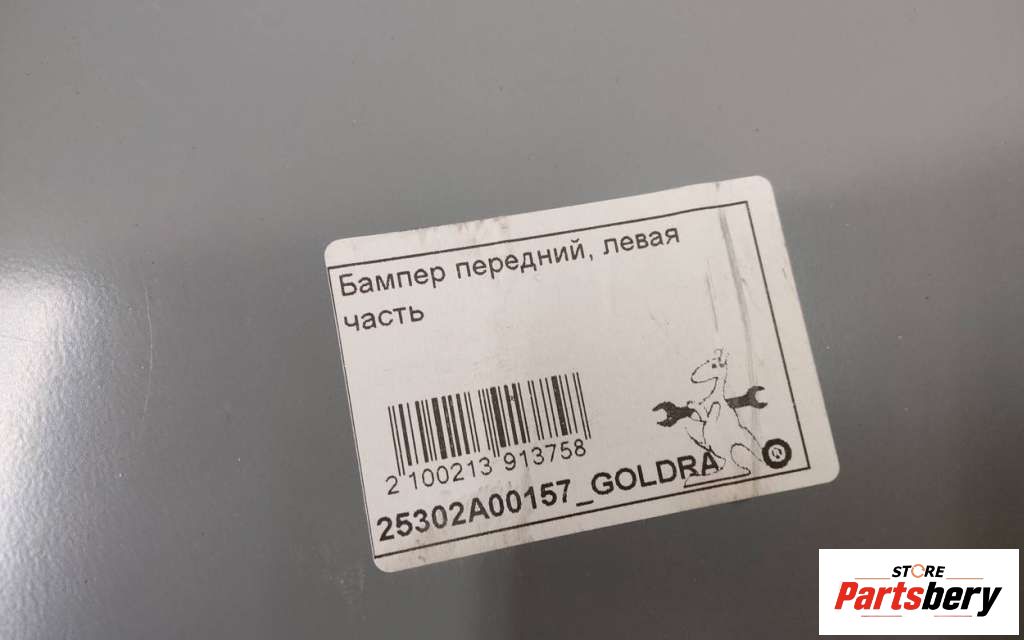 Бампер передний, левая
часть
2 100213 913758
25302A00157_GOLDRA
STORE
Partsbery